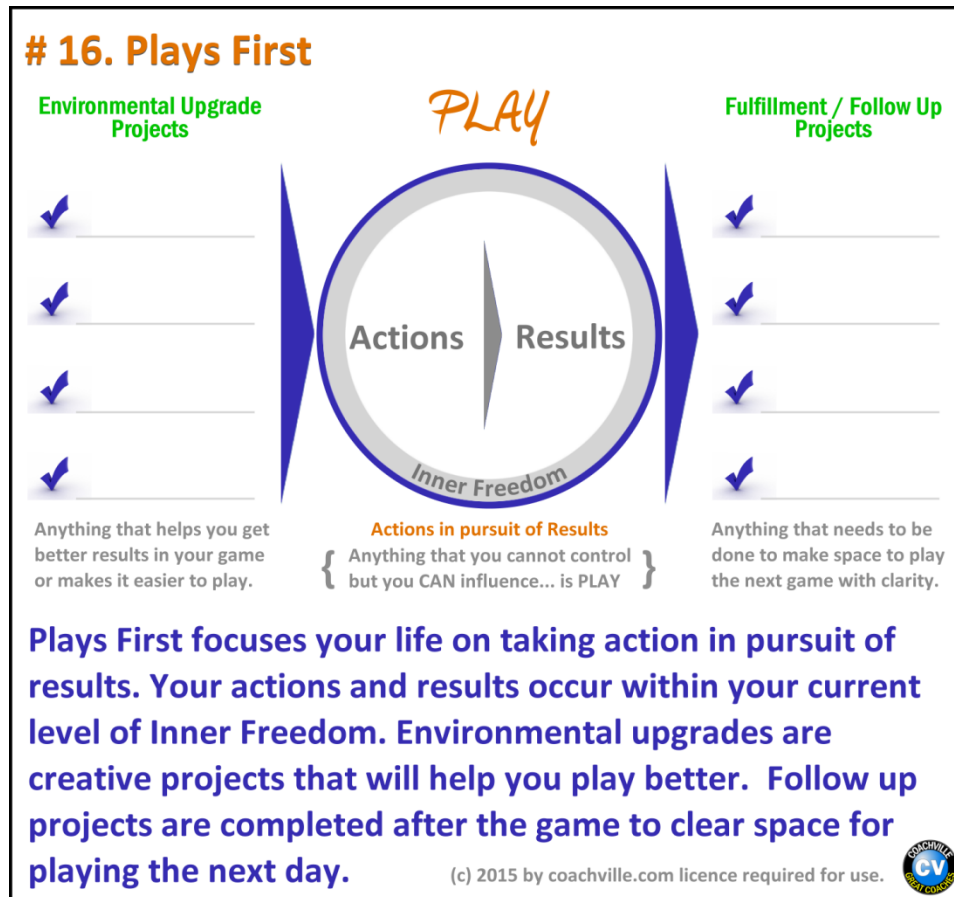 # 16. Plays First
Environmental Upgrade
Projects
PLAY
Fulfillment / Follow Up
Projects
Actions
Results
Inner Freedom
Anything that helps you get
better results in your game
or makes it easier to play.
Actions in pursuit of Results
{ Anything that you cannot control
but you CAN influence... is PLAY }
Anything that needs to be
done to make space to play
the next game with clarity.
Plays First focuses your life on taking action in pursuit of
results. Your actions and results occur within your current
level of Inner Freedom. Environmental upgrades are
creative projects that will help you play better.  Follow up
projects are completed after the game to clear space for
playing the next day.
(c) 2015 by coachville.com licence required for use.
COACHVILLE
CV
GREAT COACHES